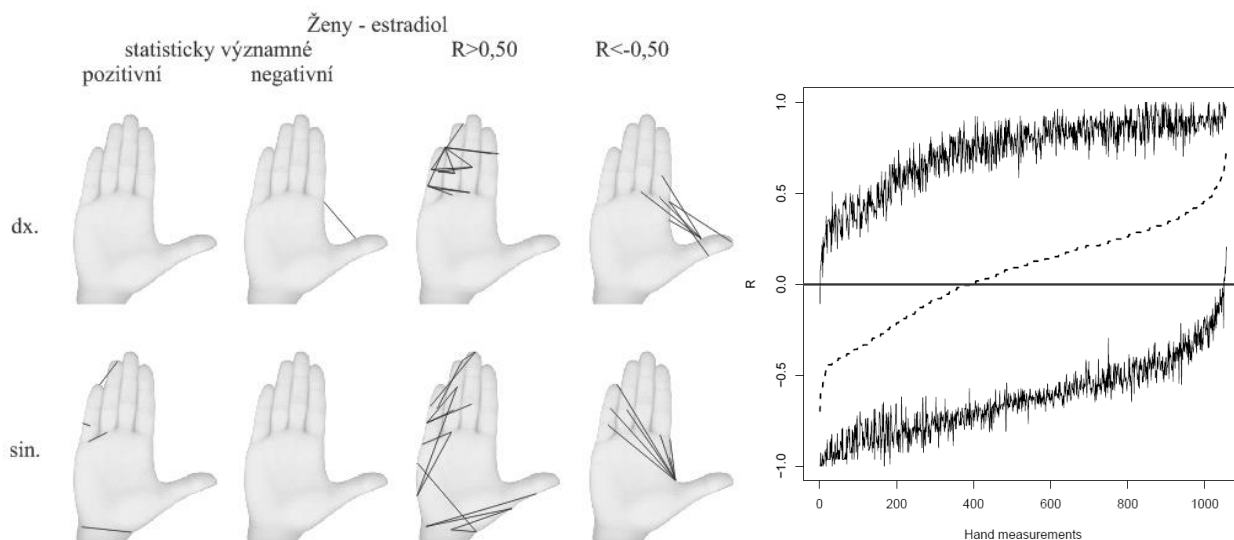 Ženy - estradiol
statisticky významné R>0,50 R<-0,50
pozitivní negativní
dx.
sin.
1.0
0.5
0.0
−0.5
−1.0
R
0 200 400 600 800 1000
Hand measurements